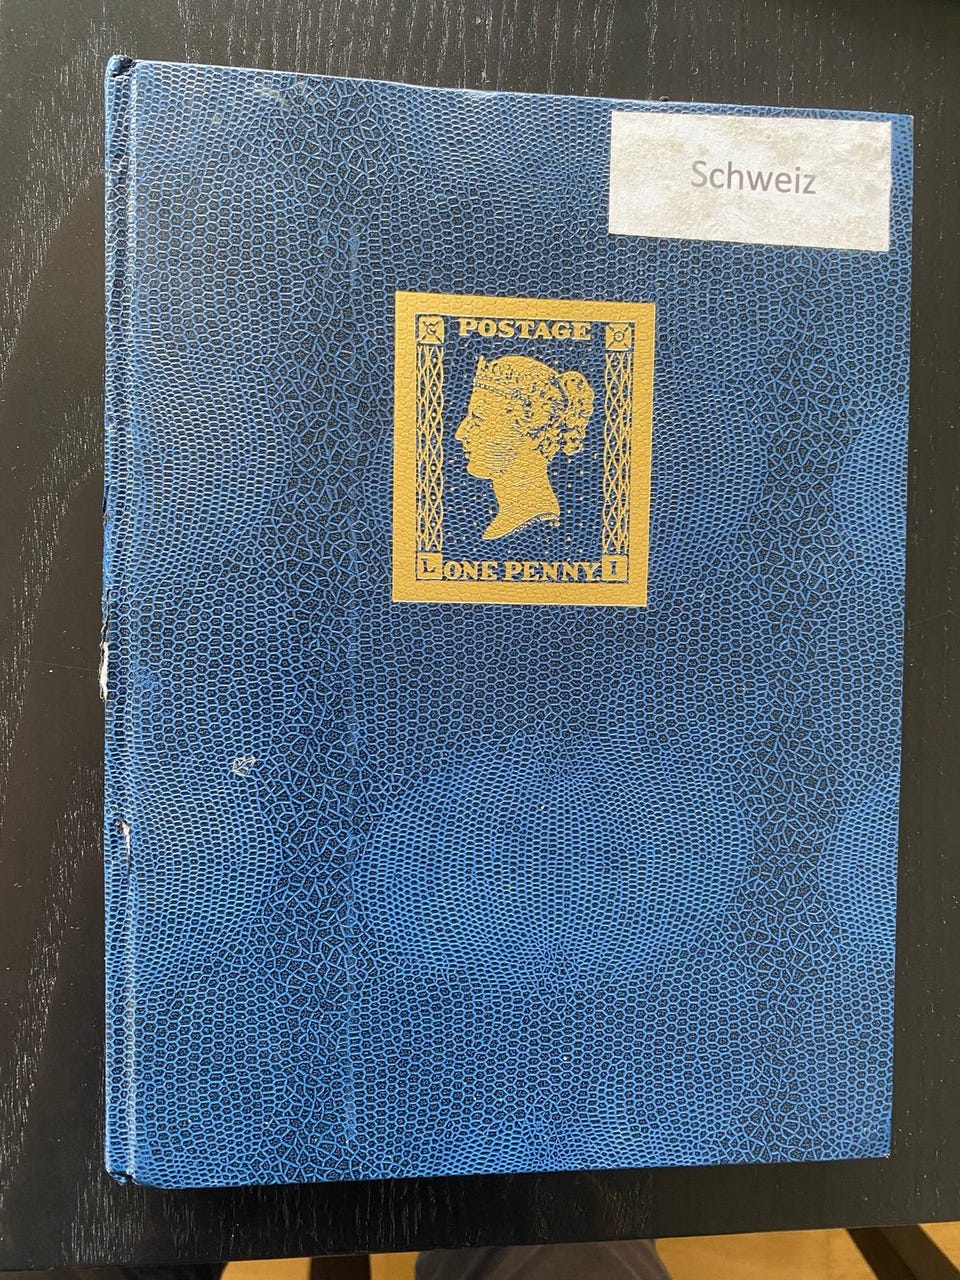 Schweiz
POSTAGE
L ONE PENNY I